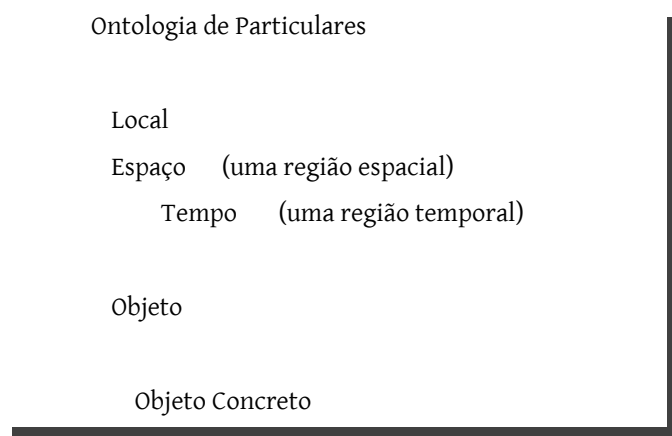 Ontologia de Particulares
Local
Espaço (uma região espacial)
Tempo (uma região temporal)
Objeto
Objeto Concreto